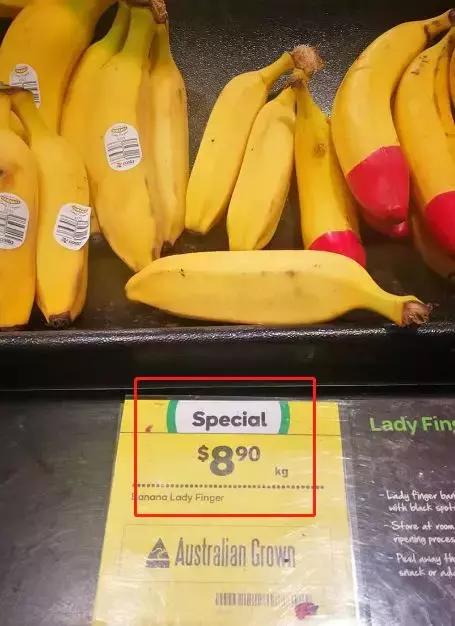 Special
$8.90
kg
Banana Lady Finger
Australian Grown
Lady Fing
- Lady finger ban
with black spot
- Store at room
ripening proces
- Peel away th
snack or ad